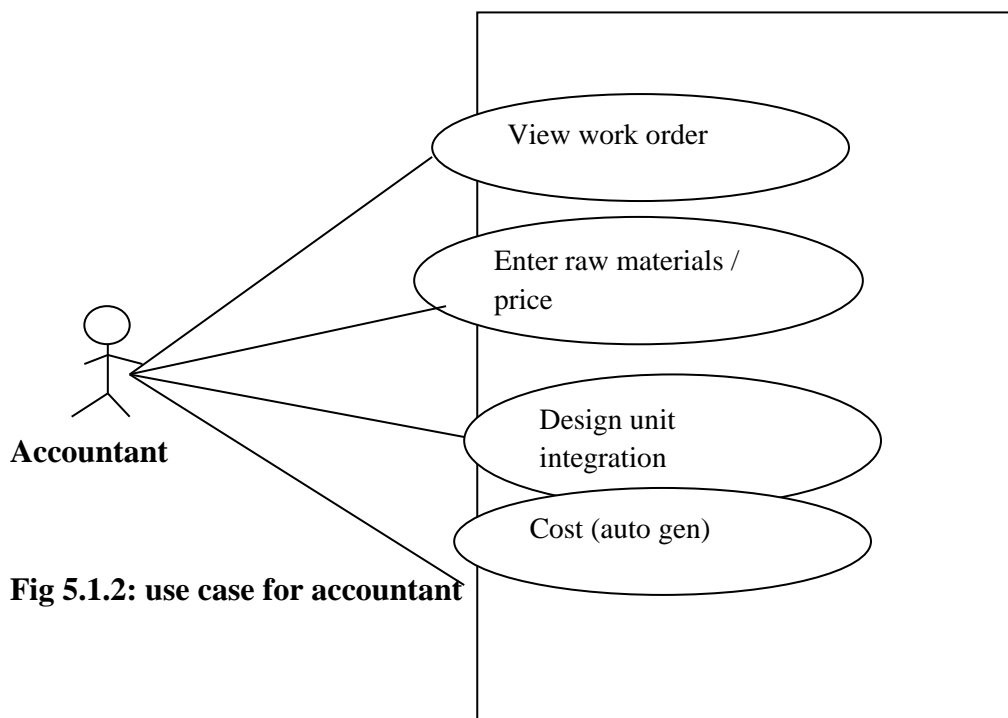 View work order
Enter raw materials /
price
Design unit
integration
Accountant
Cost (auto gen)
Fig 5.1.2: use case for accountant